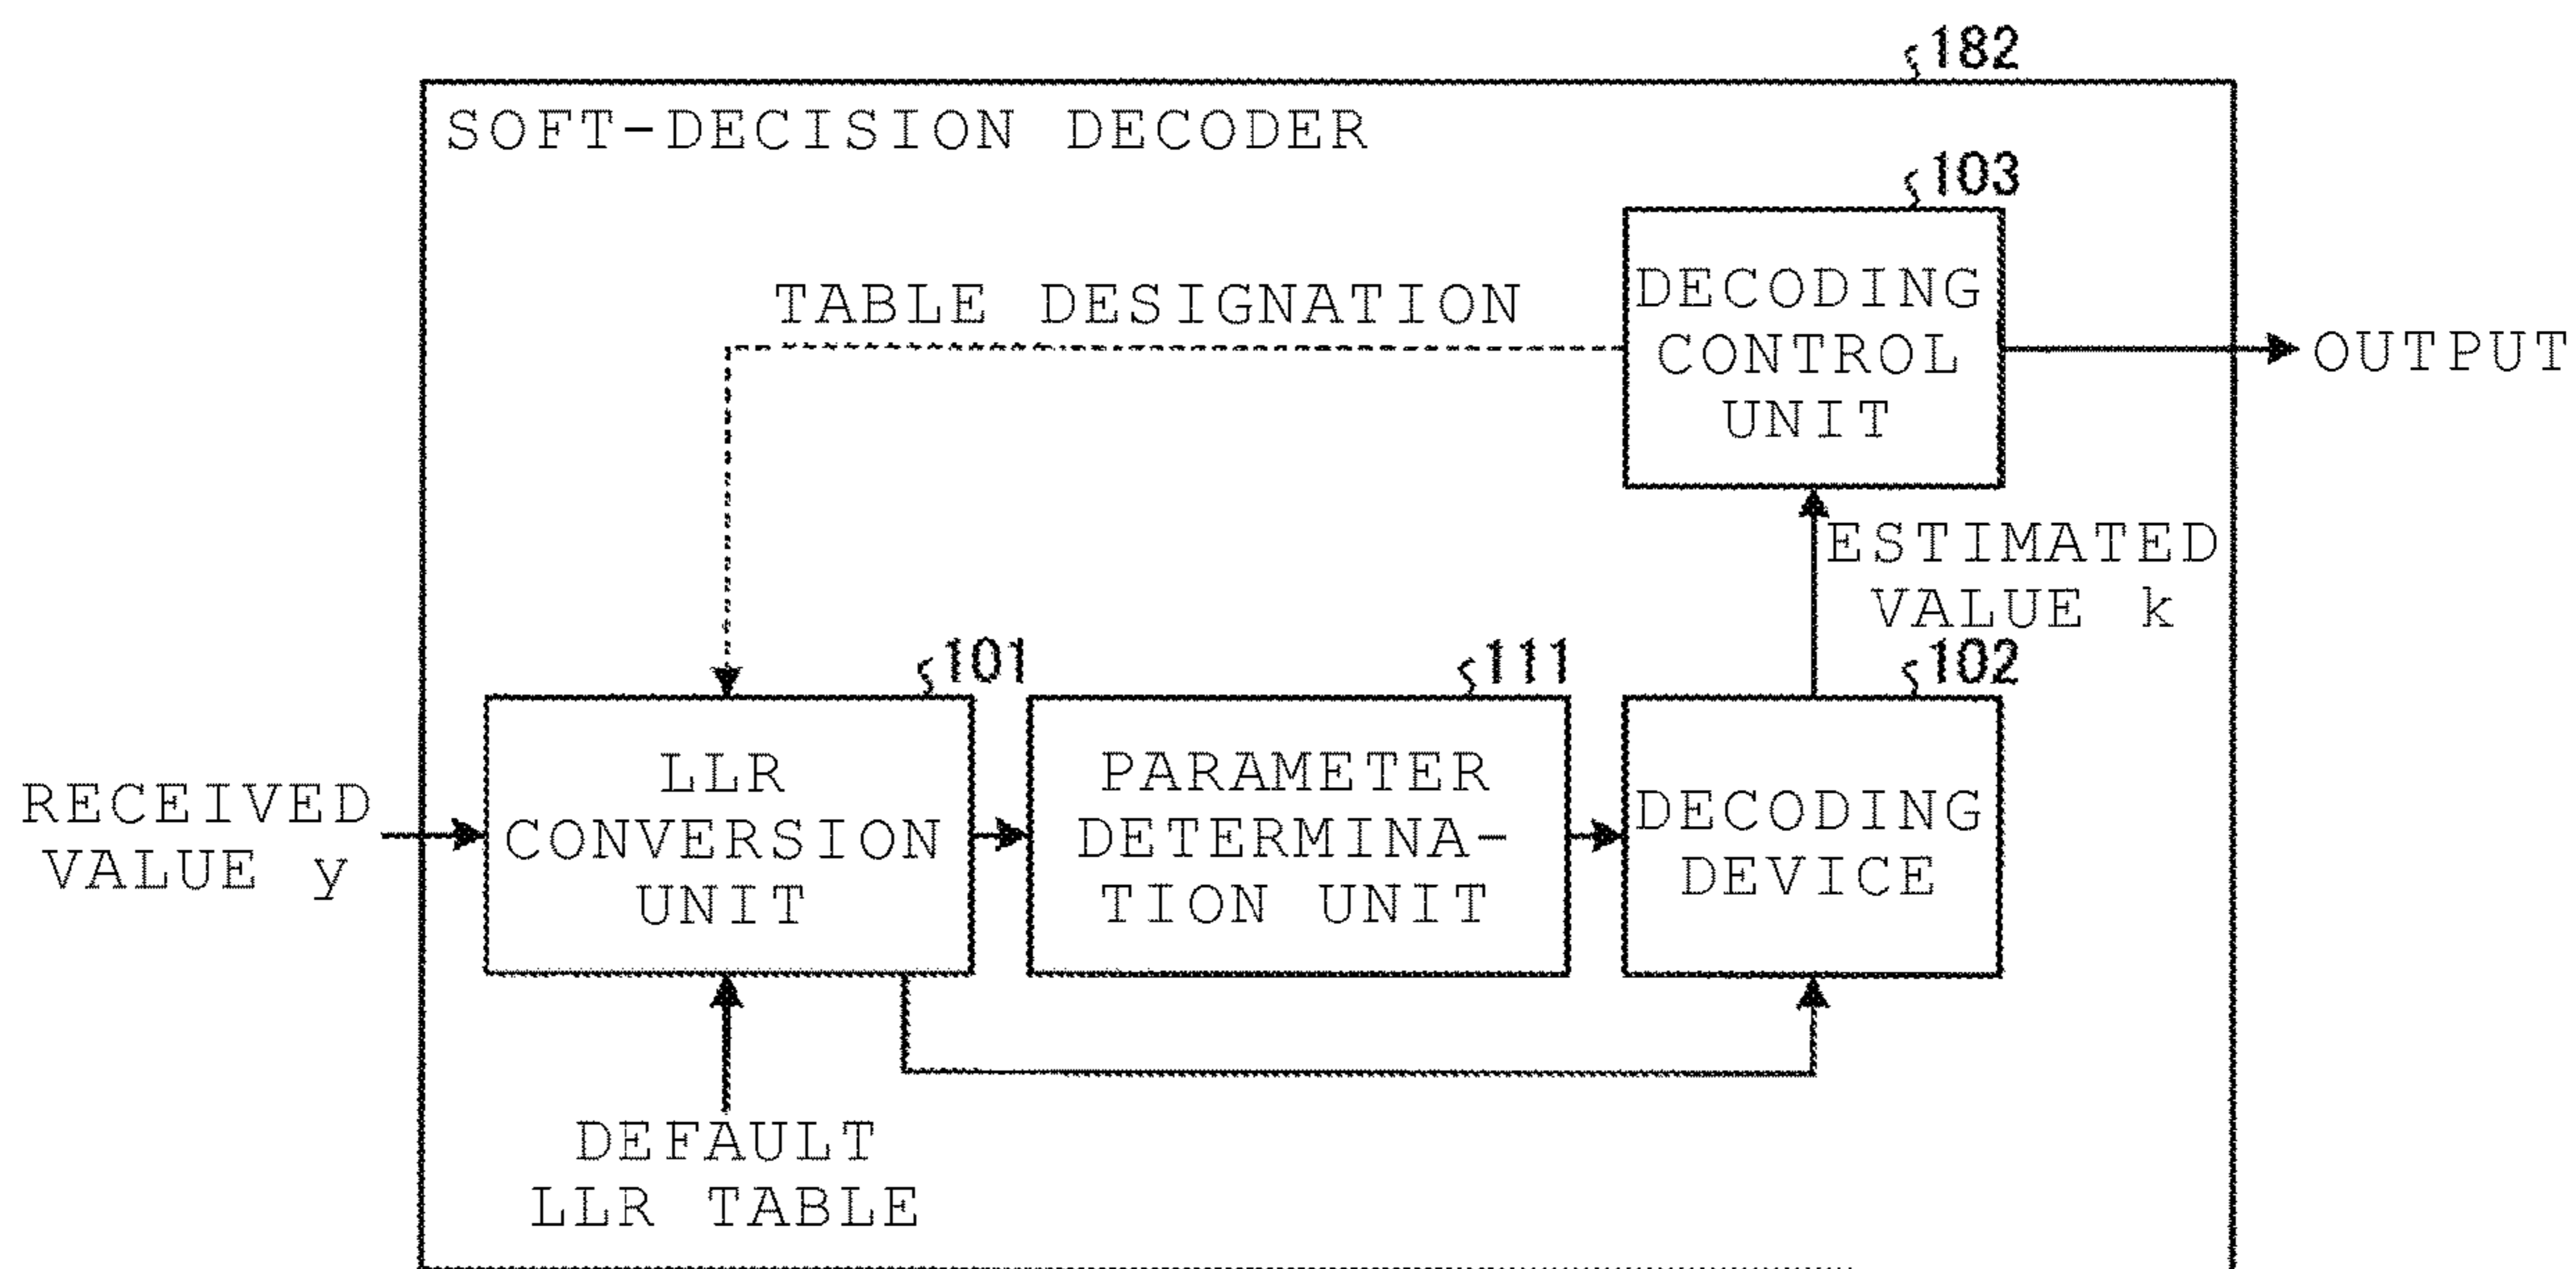 182
SOFT-DECISION DECODER
103
DECODING
CONTROL
UNIT
TABLE DESIGNATION
OUTPUT
ESTIMATED
VALUE k
101
111
102
RECEIVED
VALUE y
LLR
CONVERSION
UNIT
PARAMETER
DETERMINA-
TION UNIT
DECODING
DEVICE
DEFAULT
LLR TABLE